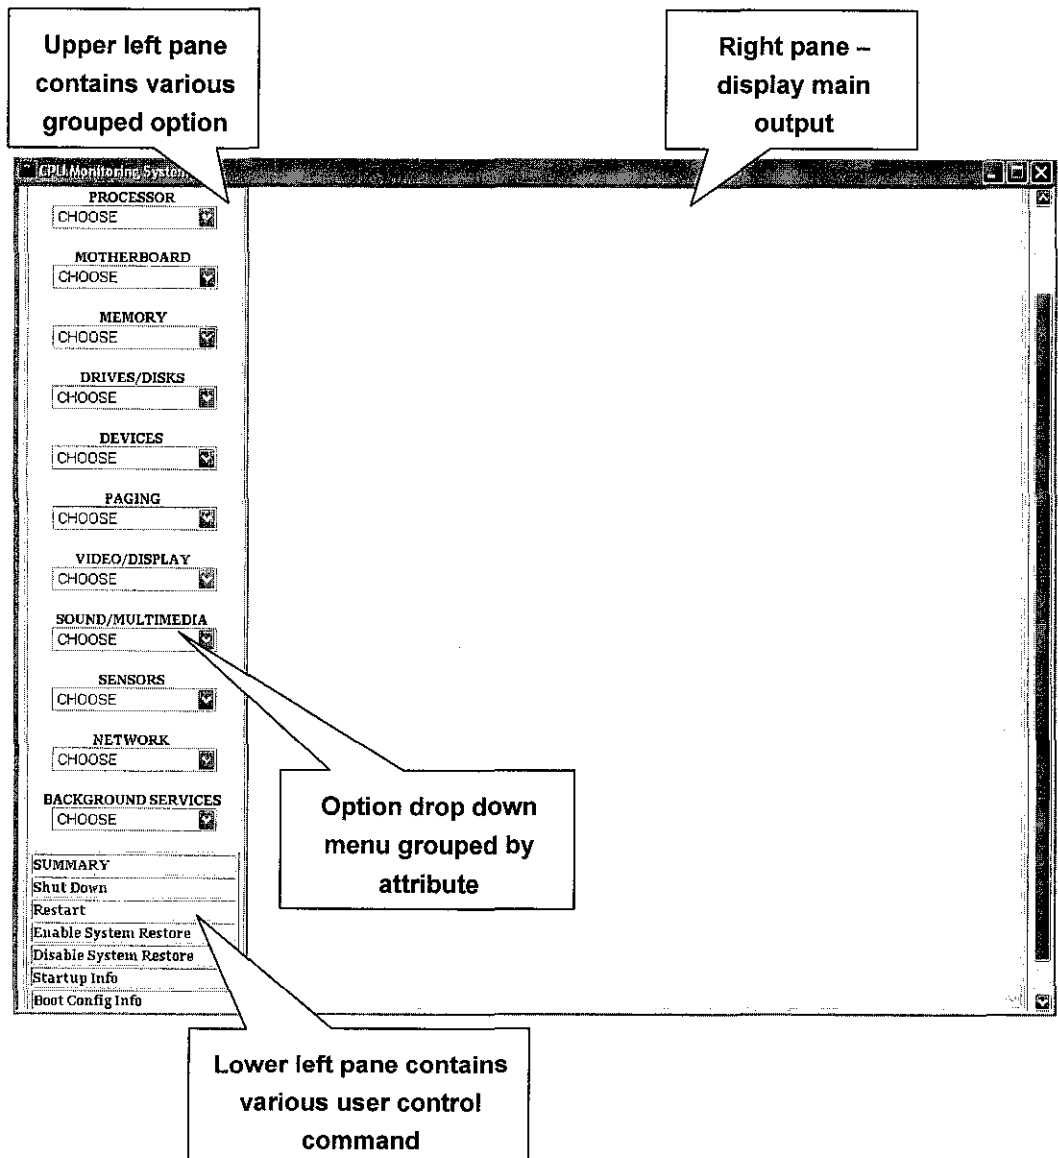 Upper left pane
contains various
grouped option
Right pane –
display main
output
CPU Monitoring System
PROCESSOR
CHOOSE
MOTHERBOARD
CHOOSE
MEMORY
CHOOSE
DRIVES/DISKS
CHOOSE
DEVICES
CHOOSE
PAGING
CHOOSE
VIDEO/DISPLAY
CHOOSE
SOUND/MULTIMEDIA
CHOOSE
SENSORS
CHOOSE
NETWORK
CHOOSE
BACKGROUND SERVICES
CHOOSE
Option drop down
menu grouped by
attribute
SUMMARY
Shut Down
Restart
Enable System Restore
Disable System Restore
Startup Info
Boot Config Info
Lower left pane contains
various user control
command